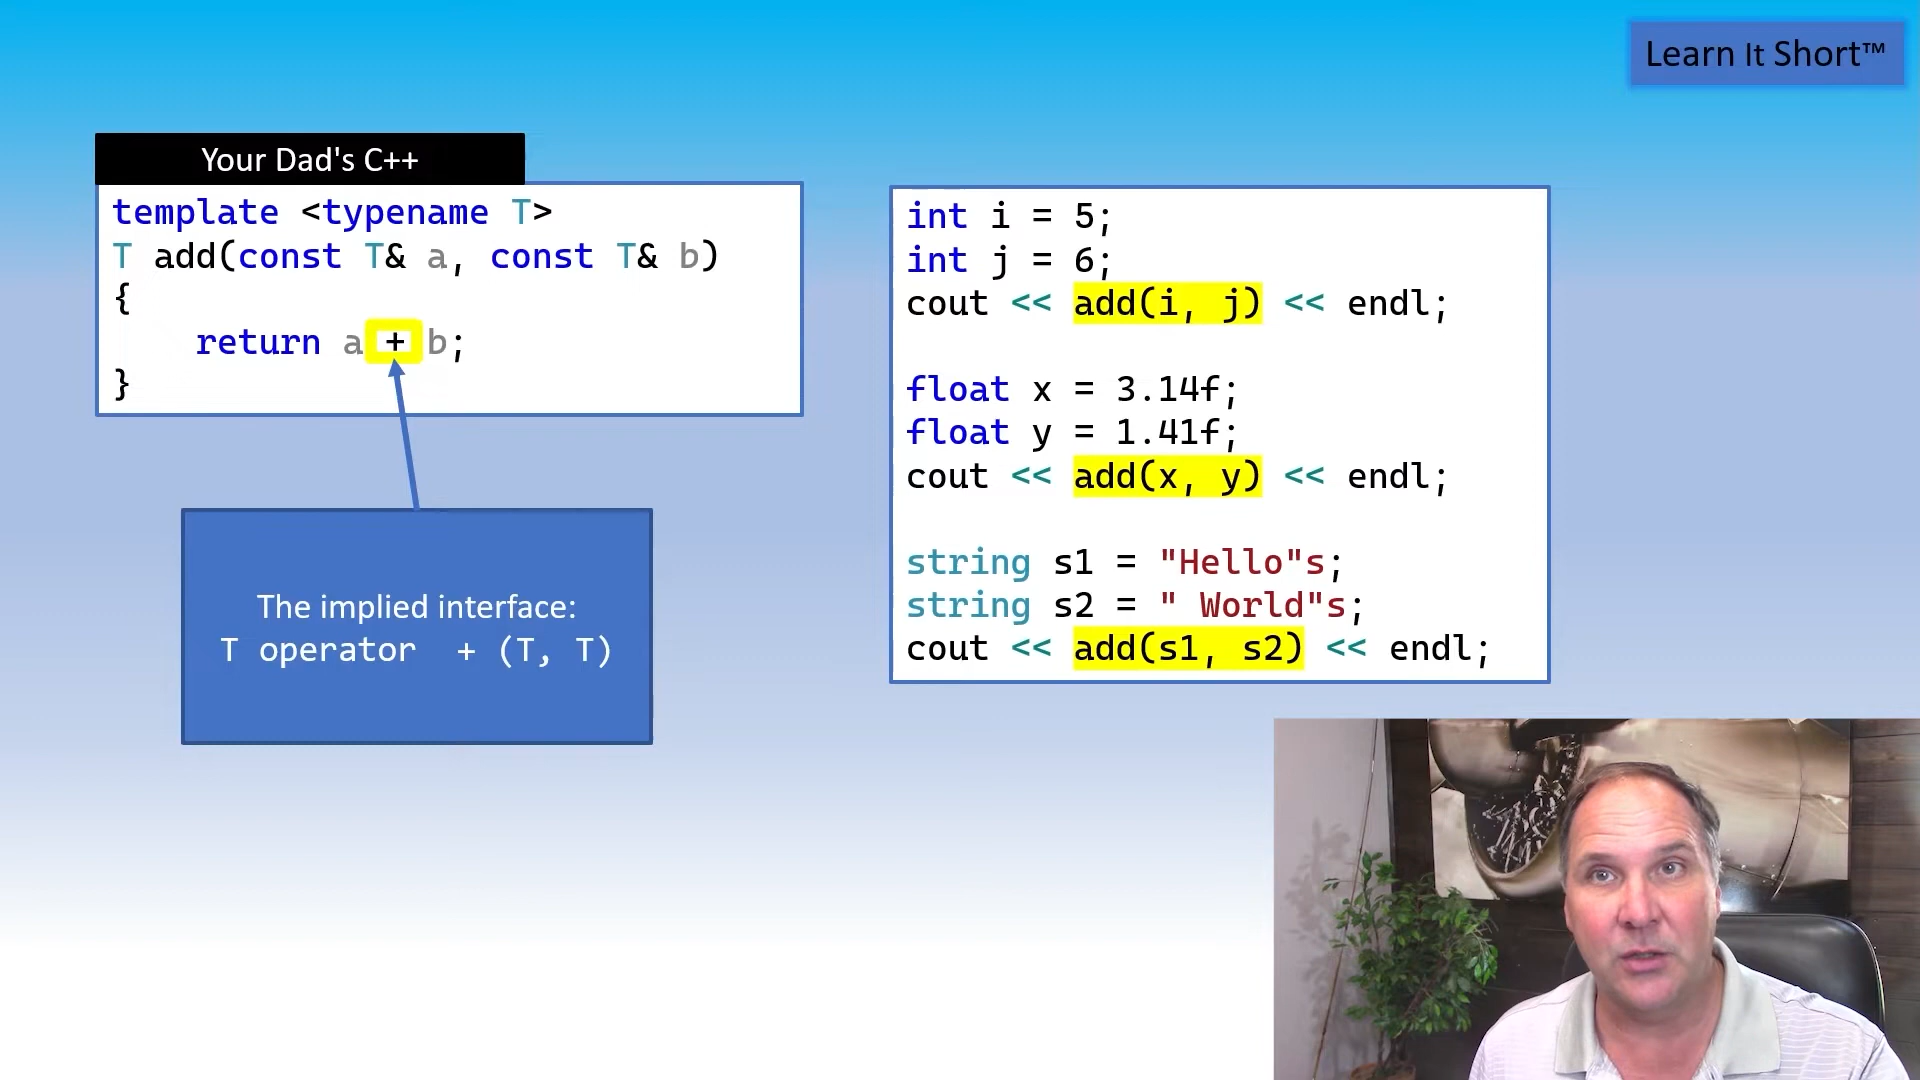 Learn It Short™
Your Dad's C++
template <typename T>
T add(const T& a, const T& b)
{
    return a + b;
}
The implied interface:
T operator  + (T, T)
int i = 5;
int j = 6;
cout << add(i, j) << endl;
float x = 3.14f;
float y = 1.41f;
cout << add(x, y) << endl;
string s1 = "Hello"s;
string s2 = " World"s;
cout << add(s1, s2) << endl;